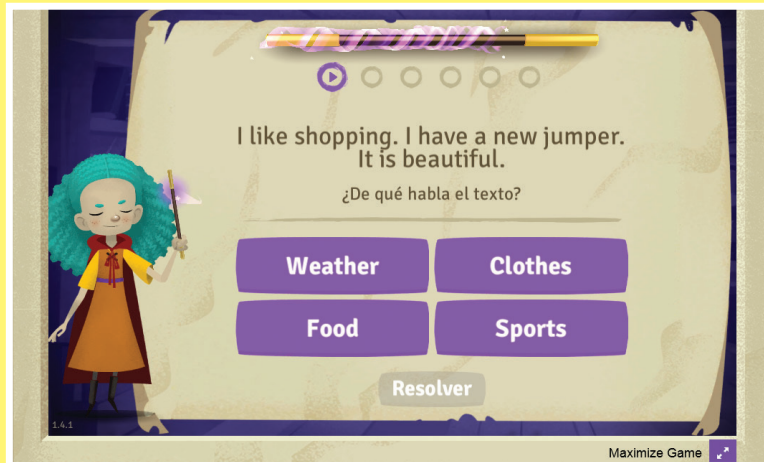 I like shopping. I have a new jumper.
It is beautiful.
¿De qué habla el texto?
Weather
Clothes
Food
Sports
Resolver
1.4.1
Maximize Game